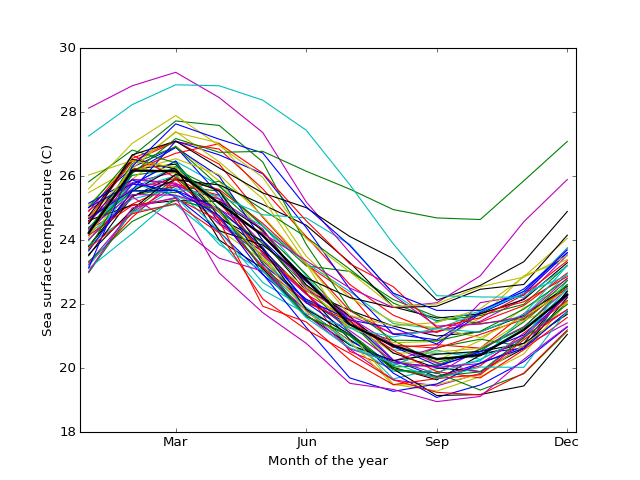 30
28
26
24
22
20
18
Sea surface temperature (C)
Mar
Jun
Sep
Dec
Month of the year